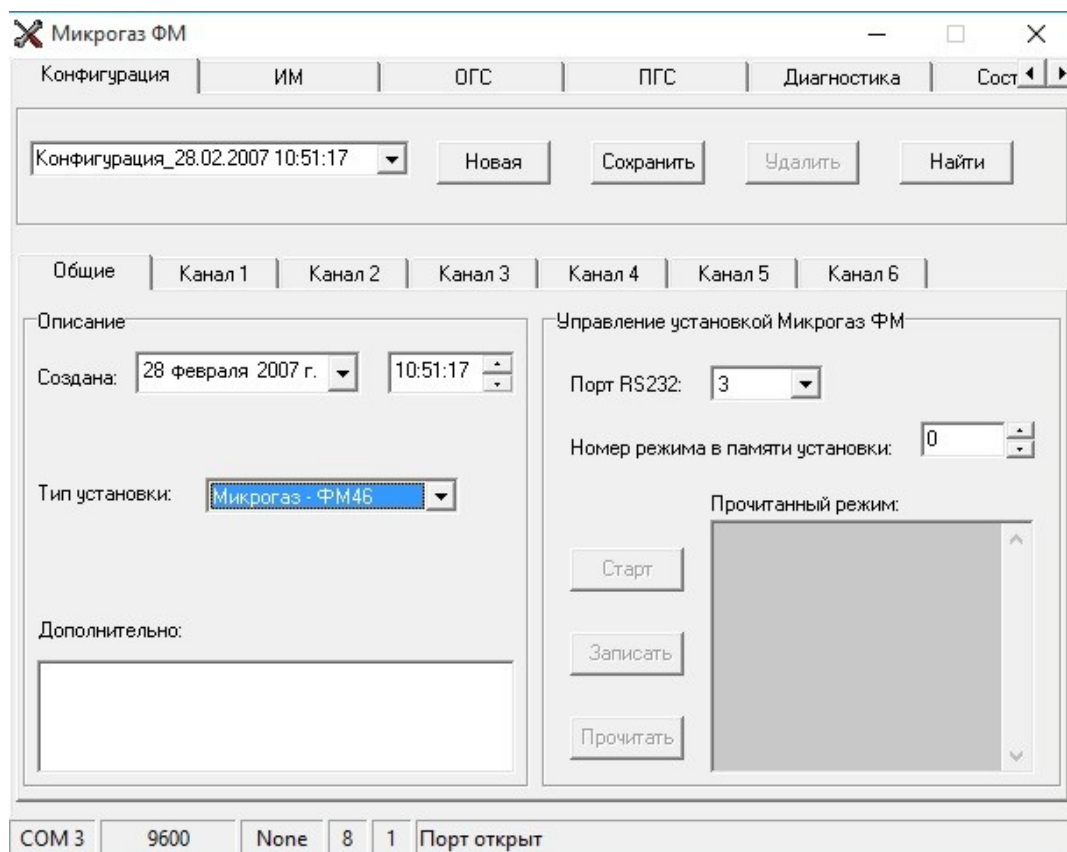 Микрогаз ФМ
Конфигурация ИМ ОГС ПГС Диагностика Сост
Конфигурация_28.02.2007 10:51:17 Новая Сохранить Удалить Найти
Общие Канал 1 Канал 2 Канал 3 Канал 4 Канал 5 Канал 6
Описание
Создана: 28 февраля 2007 г. 10:51:17
Тип установки: Микрогаз - ФМ46
Дополнительно:
Управление установкой Микрогаз ФМ
Порт RS232: 3
Номер режима в памяти установки: 0
Прочитанный режим:
Старт
Записать
Прочитать
COM 3 9600 None 8 1 Порт открыт